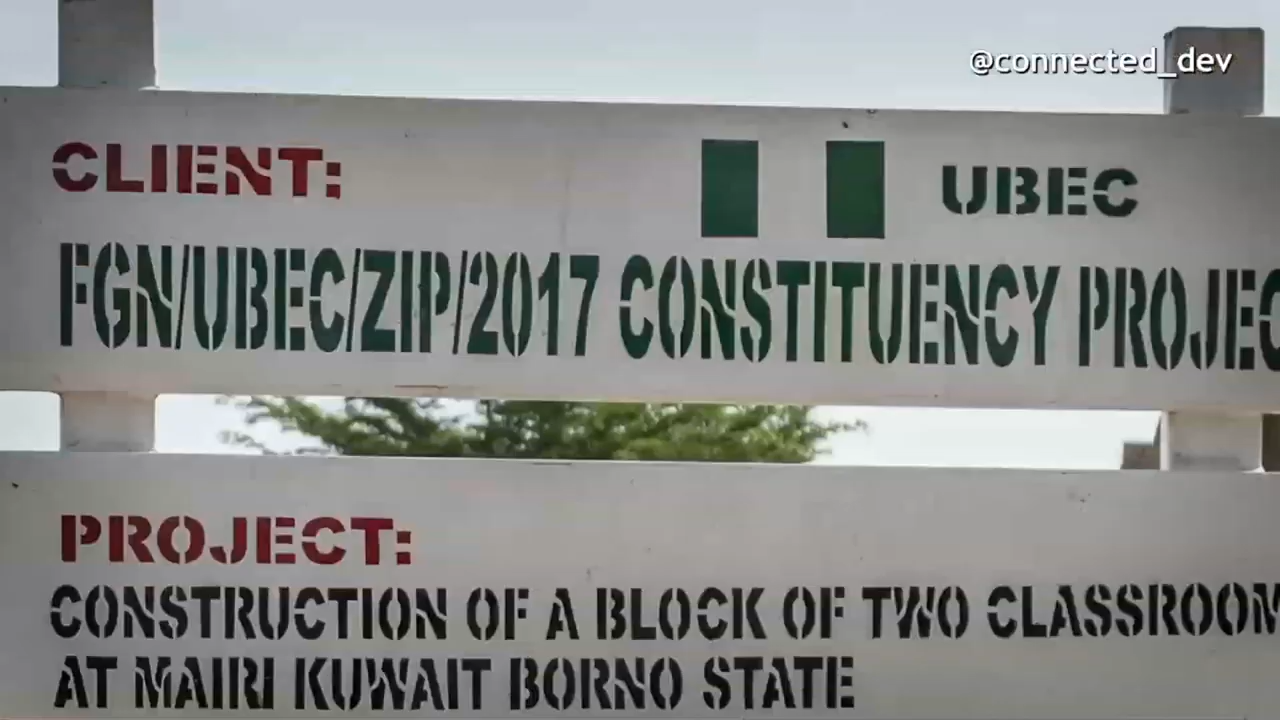 @connected_dev
CLIENT:
UBEC
FGN/UBEC/ZIP/2017 CONSTITUENCY PROJEC
PROJECT:
CONSTRUCTION OF A BLOCK OF TWO CLASSROOM
AT MAIRI KUWAIT BORNO STATE